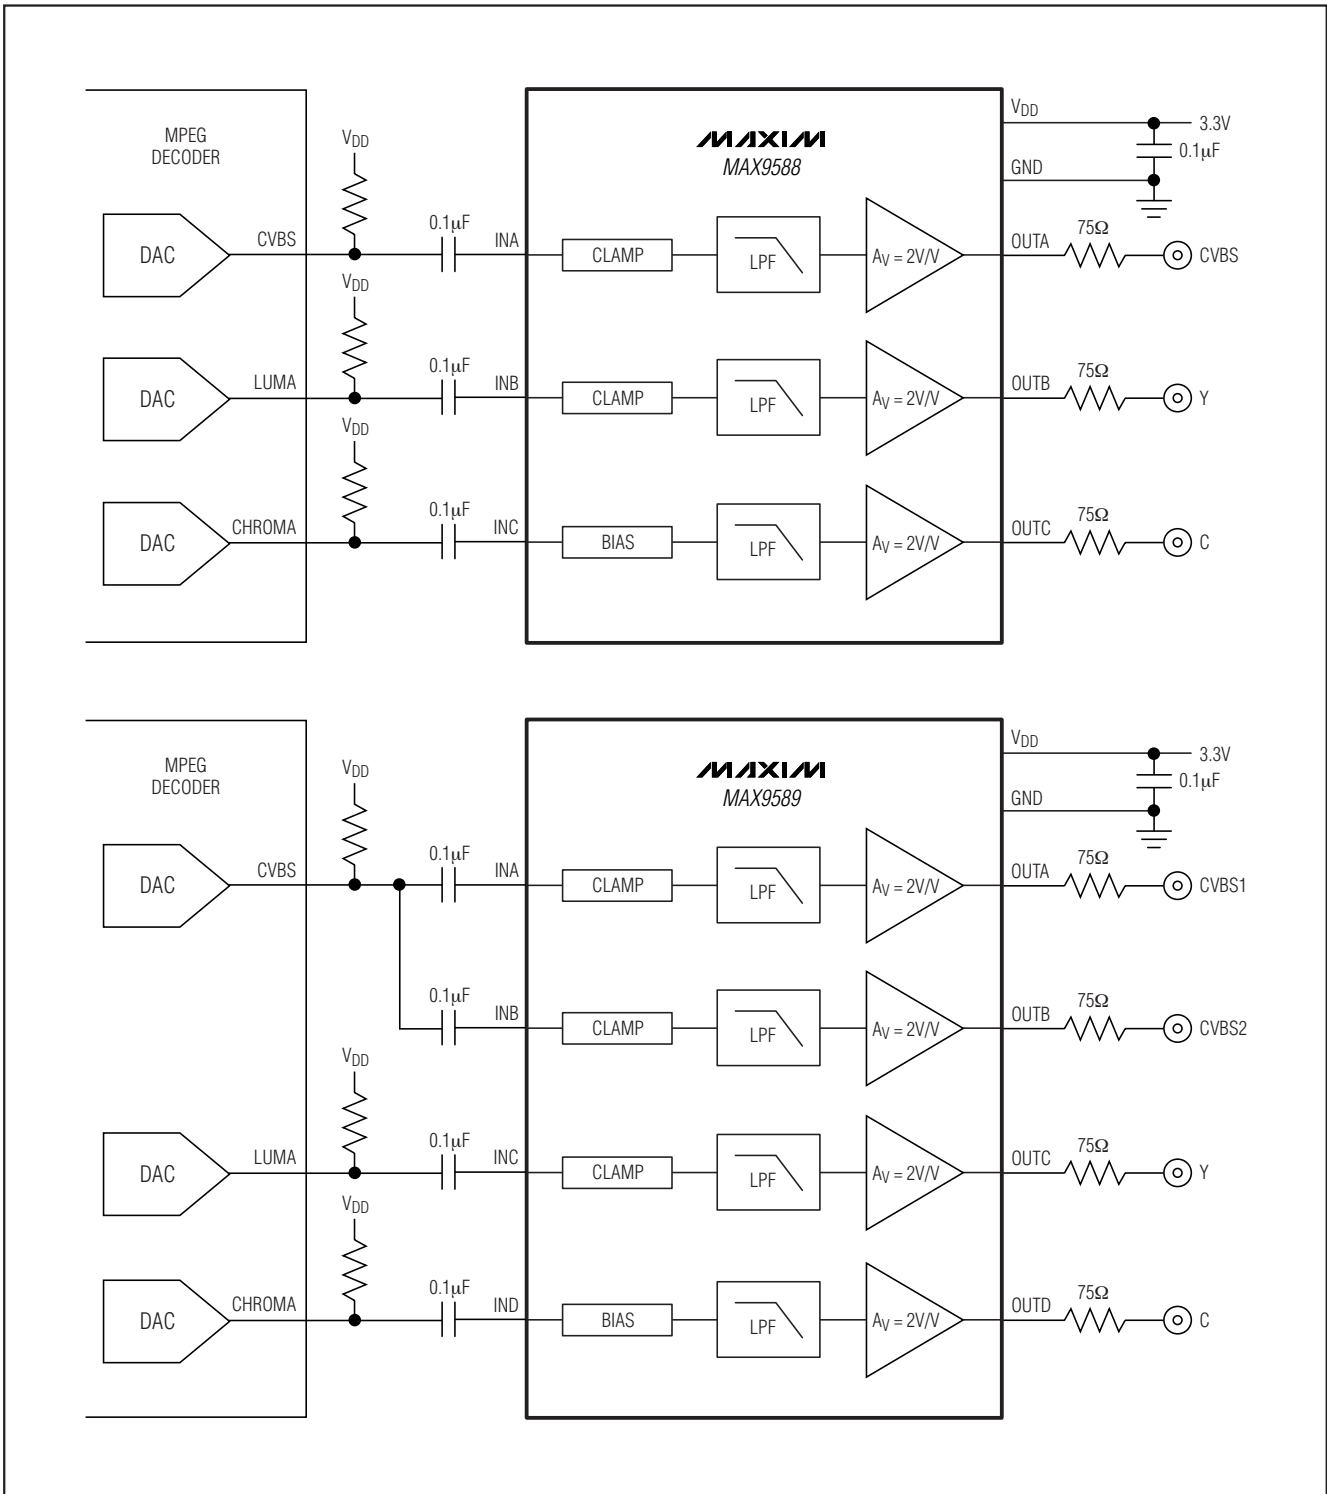 MPEG
DECODER
VDD
MAXIM
MAX9588
VDD
3.3V
0.1µF
GND
DAC
CVBS
0.1µF
INA
CLAMP
LPF
AV = 2V/V
OUTA
75Ω
CVBS
VDD
DAC
LUMA
0.1µF
INB
CLAMP
LPF
AV = 2V/V
OUTB
75Ω
Y
VDD
DAC
CHROMA
0.1µF
INC
BIAS
LPF
AV = 2V/V
OUTC
75Ω
C
MPEG
DECODER
VDD
MAXIM
MAX9589
VDD
3.3V
0.1µF
GND
DAC
CVBS
0.1µF
INA
CLAMP
LPF
AV = 2V/V
OUTA
75Ω
CVBS1
0.1µF
INB
CLAMP
LPF
AV = 2V/V
OUTB
75Ω
CVBS2
VDD
DAC
LUMA
0.1µF
INC
CLAMP
LPF
AV = 2V/V
OUTC
75Ω
Y
VDD
DAC
CHROMA
0.1µF
IND
BIAS
LPF
AV = 2V/V
OUTD
75Ω
C